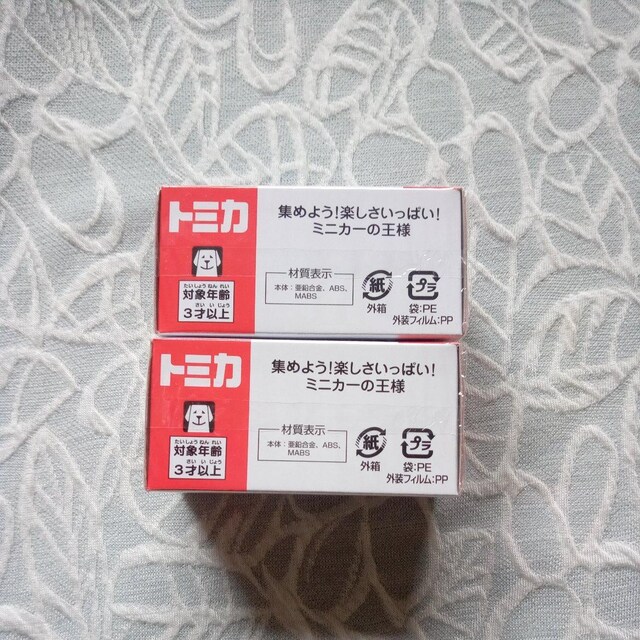 トミカ
集めよう!楽しさいっぱい!
ミニカーの王様
たいしょう ねん れい
対象年齢
さい い じょう
3才以上
材質表示
本体:亜鉛合金、ABS、
MABS
紙
外箱
プラ
袋:PE
外装フィルム:PP
トミカ
集めよう!楽しさいっぱい!
ミニカーの王様
たいしょう ねん れい
対象年齢
さい い じょう
3才以上
材質表示
本体:亜鉛合金、ABS、
MABS
紙
外箱
プラ
袋:PE
外装フィルム:PP